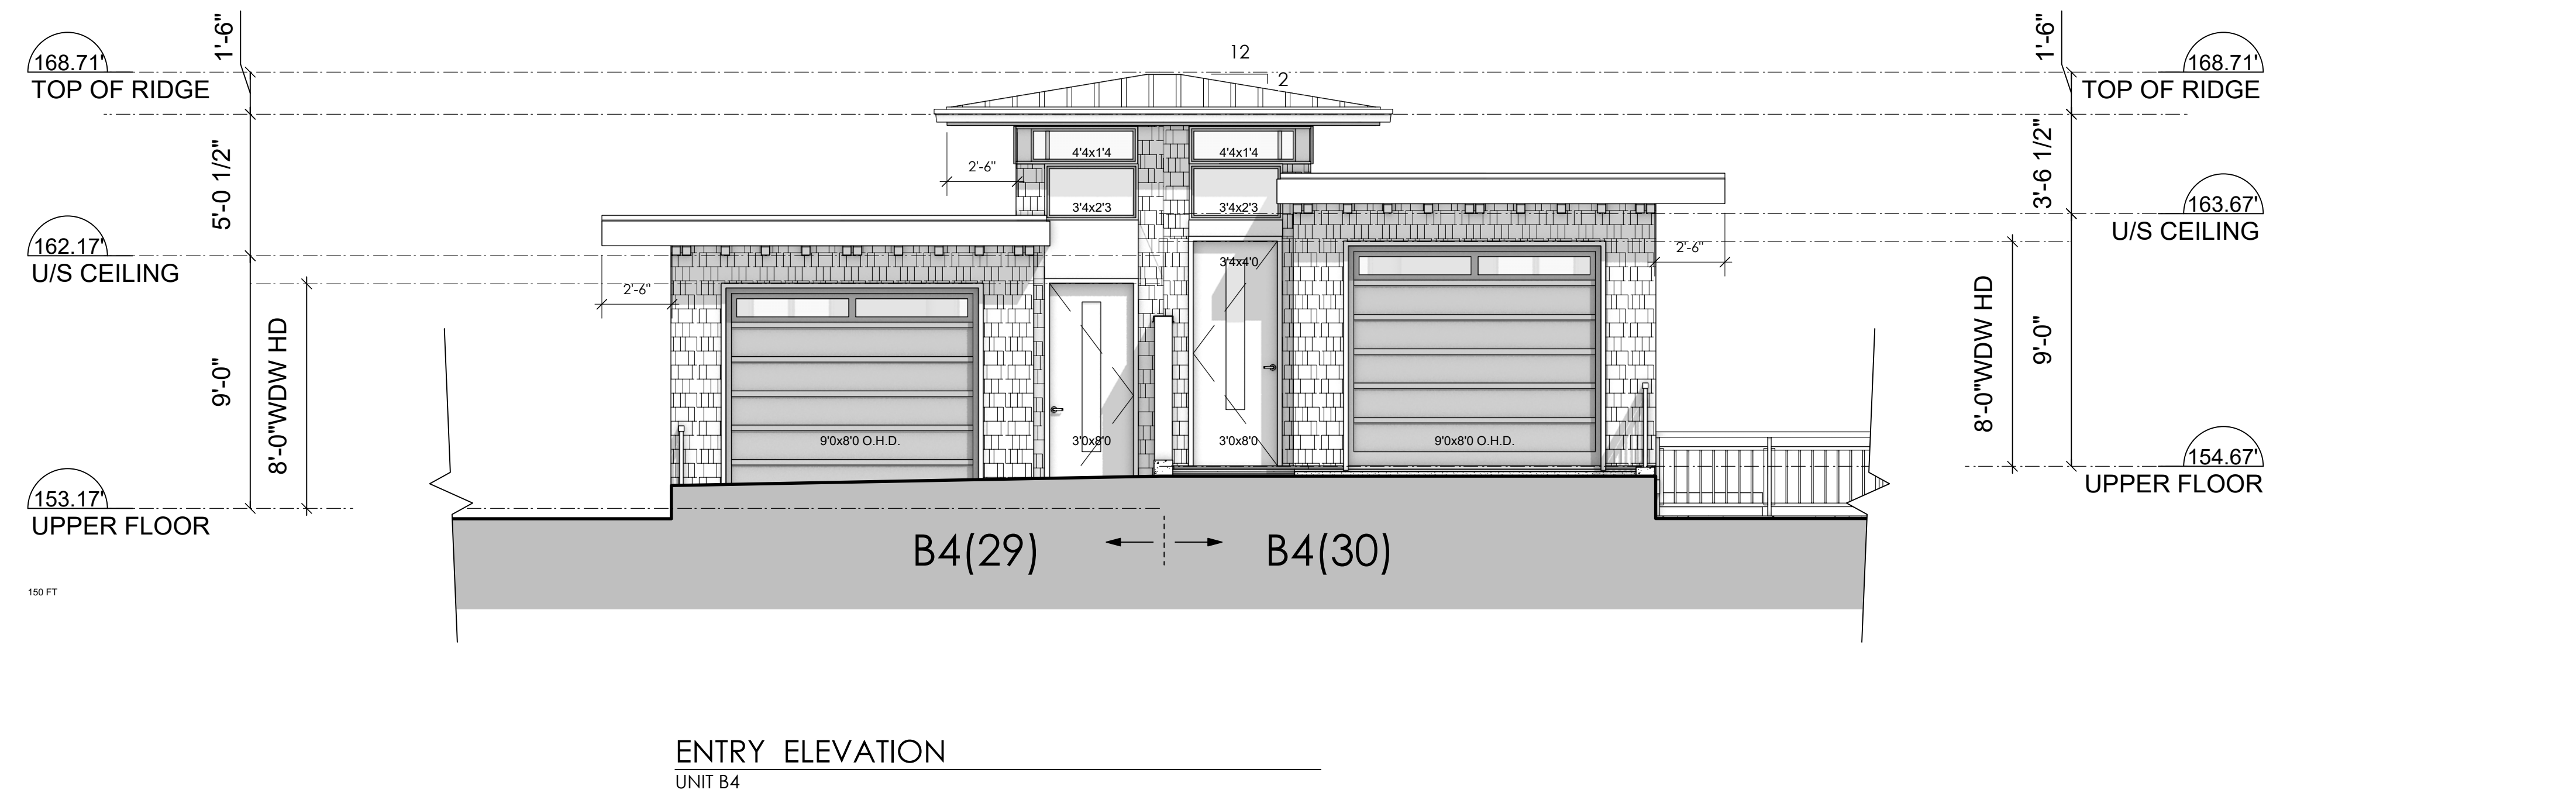 1'-6"
168.71'
TOP OF RIDGE
5'-0 1/2"
162.17'
U/S CEILING
9'-0"
8'-0"WDW HD
153.17'
UPPER FLOOR
150 FT
12
2
2'-6"
4'4x1'4
4'4x1'4
3'4x2'3
3'4x2'3
2'-6"
2'-6"
3'4x4'0
9'0x8'0 O.H.D.
3'0x8'0
3'0x8'0
9'0x8'0 O.H.D.
B4(29)
B4(30)
1'-6"
168.71'
TOP OF RIDGE
3'-6 1/2"
163.67'
U/S CEILING
8'-0"WDW HD
9'-0"
154.67'
UPPER FLOOR
ENTRY ELEVATION
UNIT B4